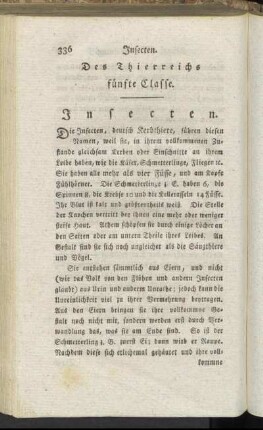 336 Insecten.
Des Thierreichs
fünfte Classe.
Insecten.
Die Insecten, deutsch Kerbthiere, führen diesen
Namen, weil sie, in ihrem vollkommenen Zu-
stande gleichsam Kerben oder Einschnitte an ihrem
Leibe haben, wie die Käfer, Schmetterlinge, Fliegen ic.
Sie haben alle mehr als vier Füsse, und am Kopfe
Fühlhörner. Die Schmetterlinge z. E. haben 6, die
Spinnen 8, die Krebse 10 und die Kelleresseln 14 Füsse.
Ihr Blut ist kalt und größtentheils weiß. Die Stelle
der Knochen vertritt bey ihnen eine mehr oder weniger
harte Haut. Athem schöpfen sie durch einige Löcher an
den Seiten oder am untern Theile ihres Leibes. An
Gestalt sind sie sich noch ungleicher als die Säugthiere
und Vögel.
Sie entstehen sämmtlich aus Eiern, und nicht
(wie das Volk von den Flöhen und andern Insecten
glaubt) aus Urin und anderm Unrathe; jedoch kann die
Unreinlichkeit viel zu ihrer Vermehrung beytragen. Aus
den Eiern bringen sie ihre vollkommne Ge-
stalt noch nicht mit, sondern werden erst durch Ver-
wandlung das, was sie am Ende sind. So ist der
Schmetterling z. B. zuerst Ei; dann wird er Raupe.
Nachdem diese sich etlichemal gehäutet und ihre voll-
kommne